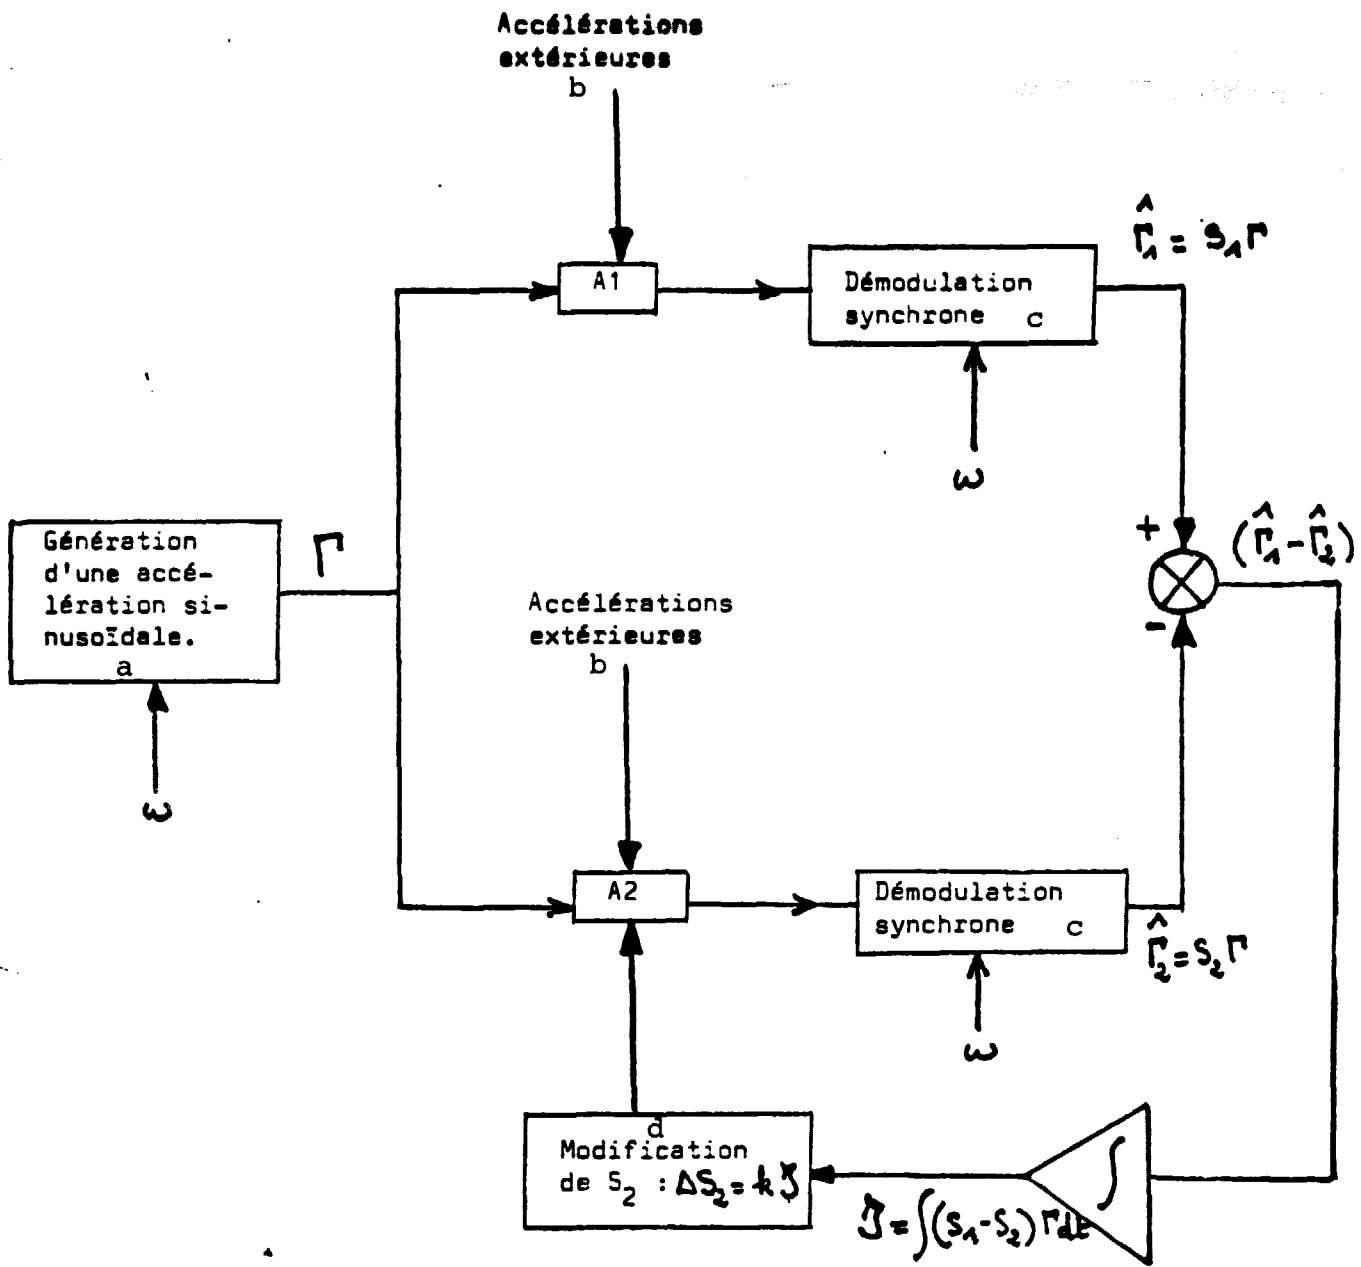 Accélérations
extérieures
b
A1
Démodulation
synchrone c
Γ̂₁ = S₁Γ
ω
Génération
d'une accé-
lération si-
nusoïdale.
a
Γ
ω
+
(Γ̂₁-Γ̂₂)
-
Accélérations
extérieures
b
A2
Démodulation
synchrone c
Γ̂₂ = S₂Γ
ω
d
Modification
de S₂ : ΔS₂ = kℑ
ℑ = ∫(S₁-S₂)Γdt
∫